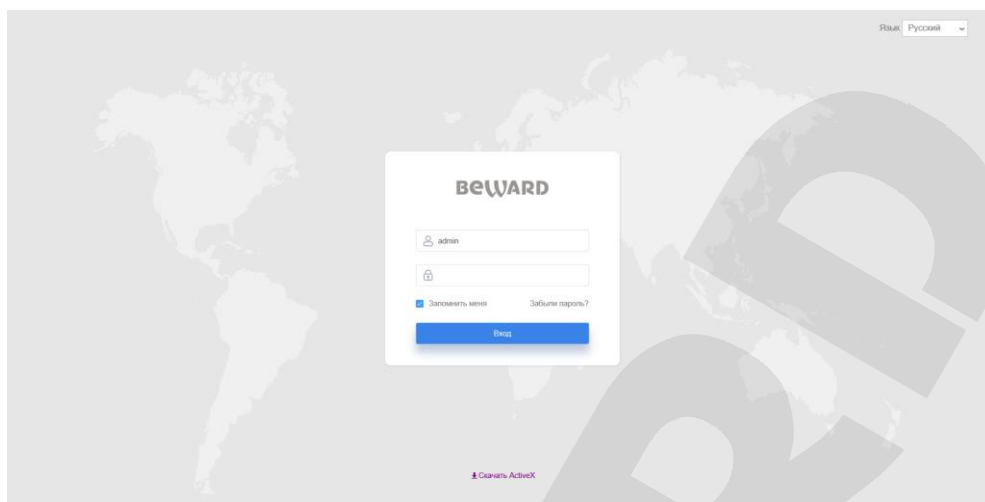 Язык Русский
BEWARD
admin
Запомнить меня Забыли пароль?
Вход
Скачать ActiveX